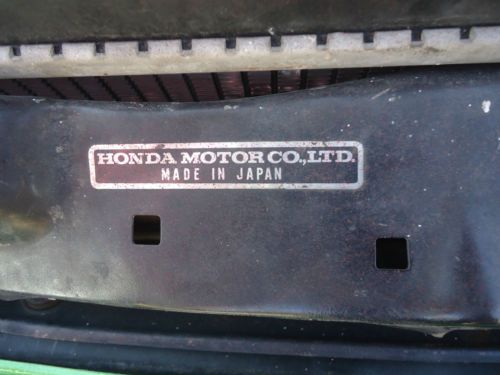 HONDA MOTOR CO., LTD.
MADE IN JAPAN